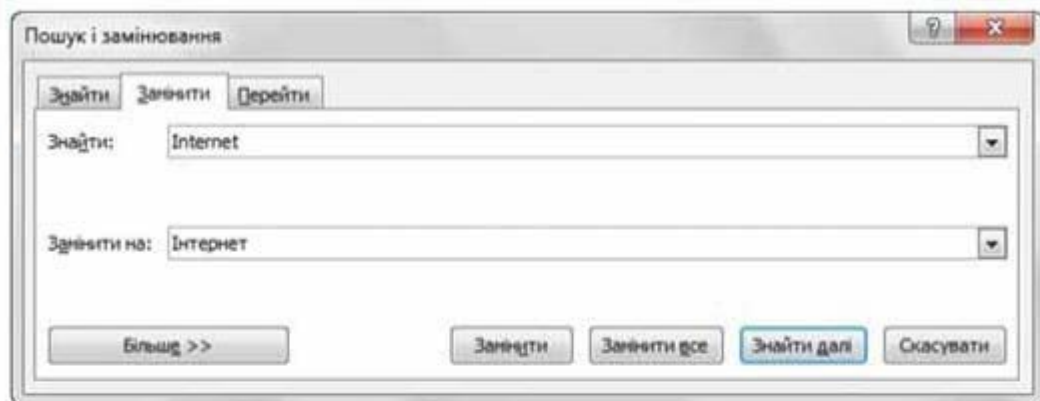 Пошук і замінювання
?
Знайти Замінити Перейти
Знайти: Internet
Замінити на: Інтернет
Більше >> Замінити Замінити все Знайти далі Скасувати